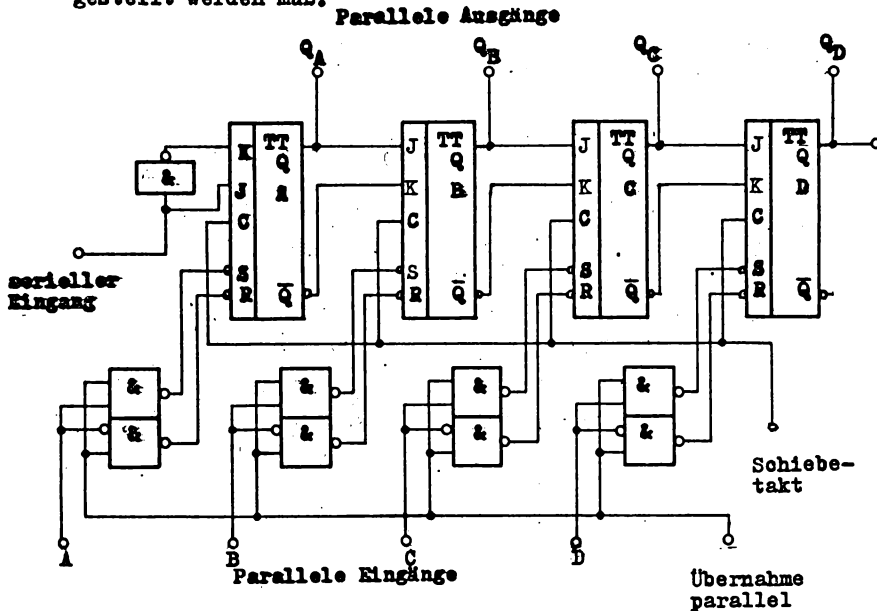 gestellt werden muß.
Parallele Ausgänge
Q_A Q_B Q_C Q_D
K TT J TT J TT J TT
& Q Q Q Q
J A K B K C K D
C C C C
serieller
Eingang
S S S S
R Q̅ R Q̅ R Q̅ R Q̅
& & & &
& & & &
Schiebe-
takt
A B C D
Parallele Eingänge
Übernahme
parallel